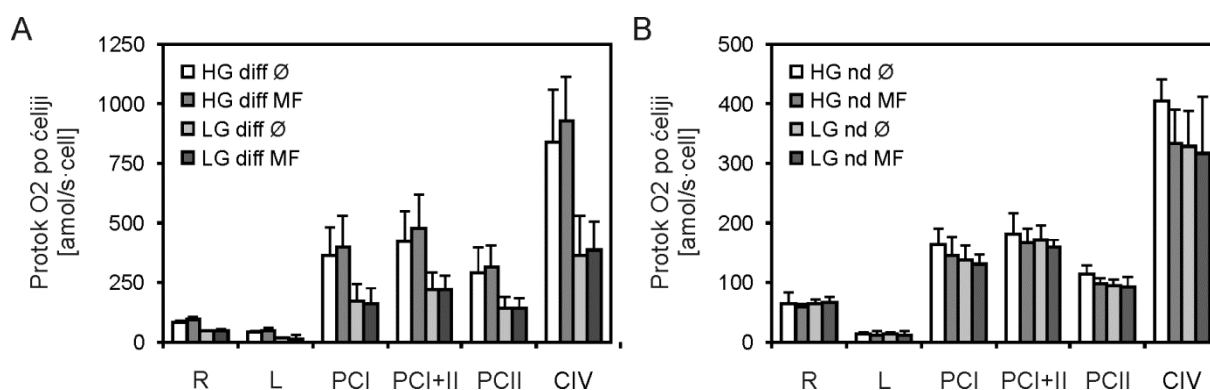 A
Protok O2 po ćeliji
[amol/s·cell]
1250
1000
750
500
250
0
HG diff Ø
HG diff MF
LG diff Ø
LG diff MF
R L PCI PCI+II PCII CIV
B
Protok O2 po ćeliji
[amol/s·cell]
500
400
300
200
100
0
HG nd Ø
HG nd MF
LG nd Ø
LG nd MF
R L PCI PCI+II PCII CIV